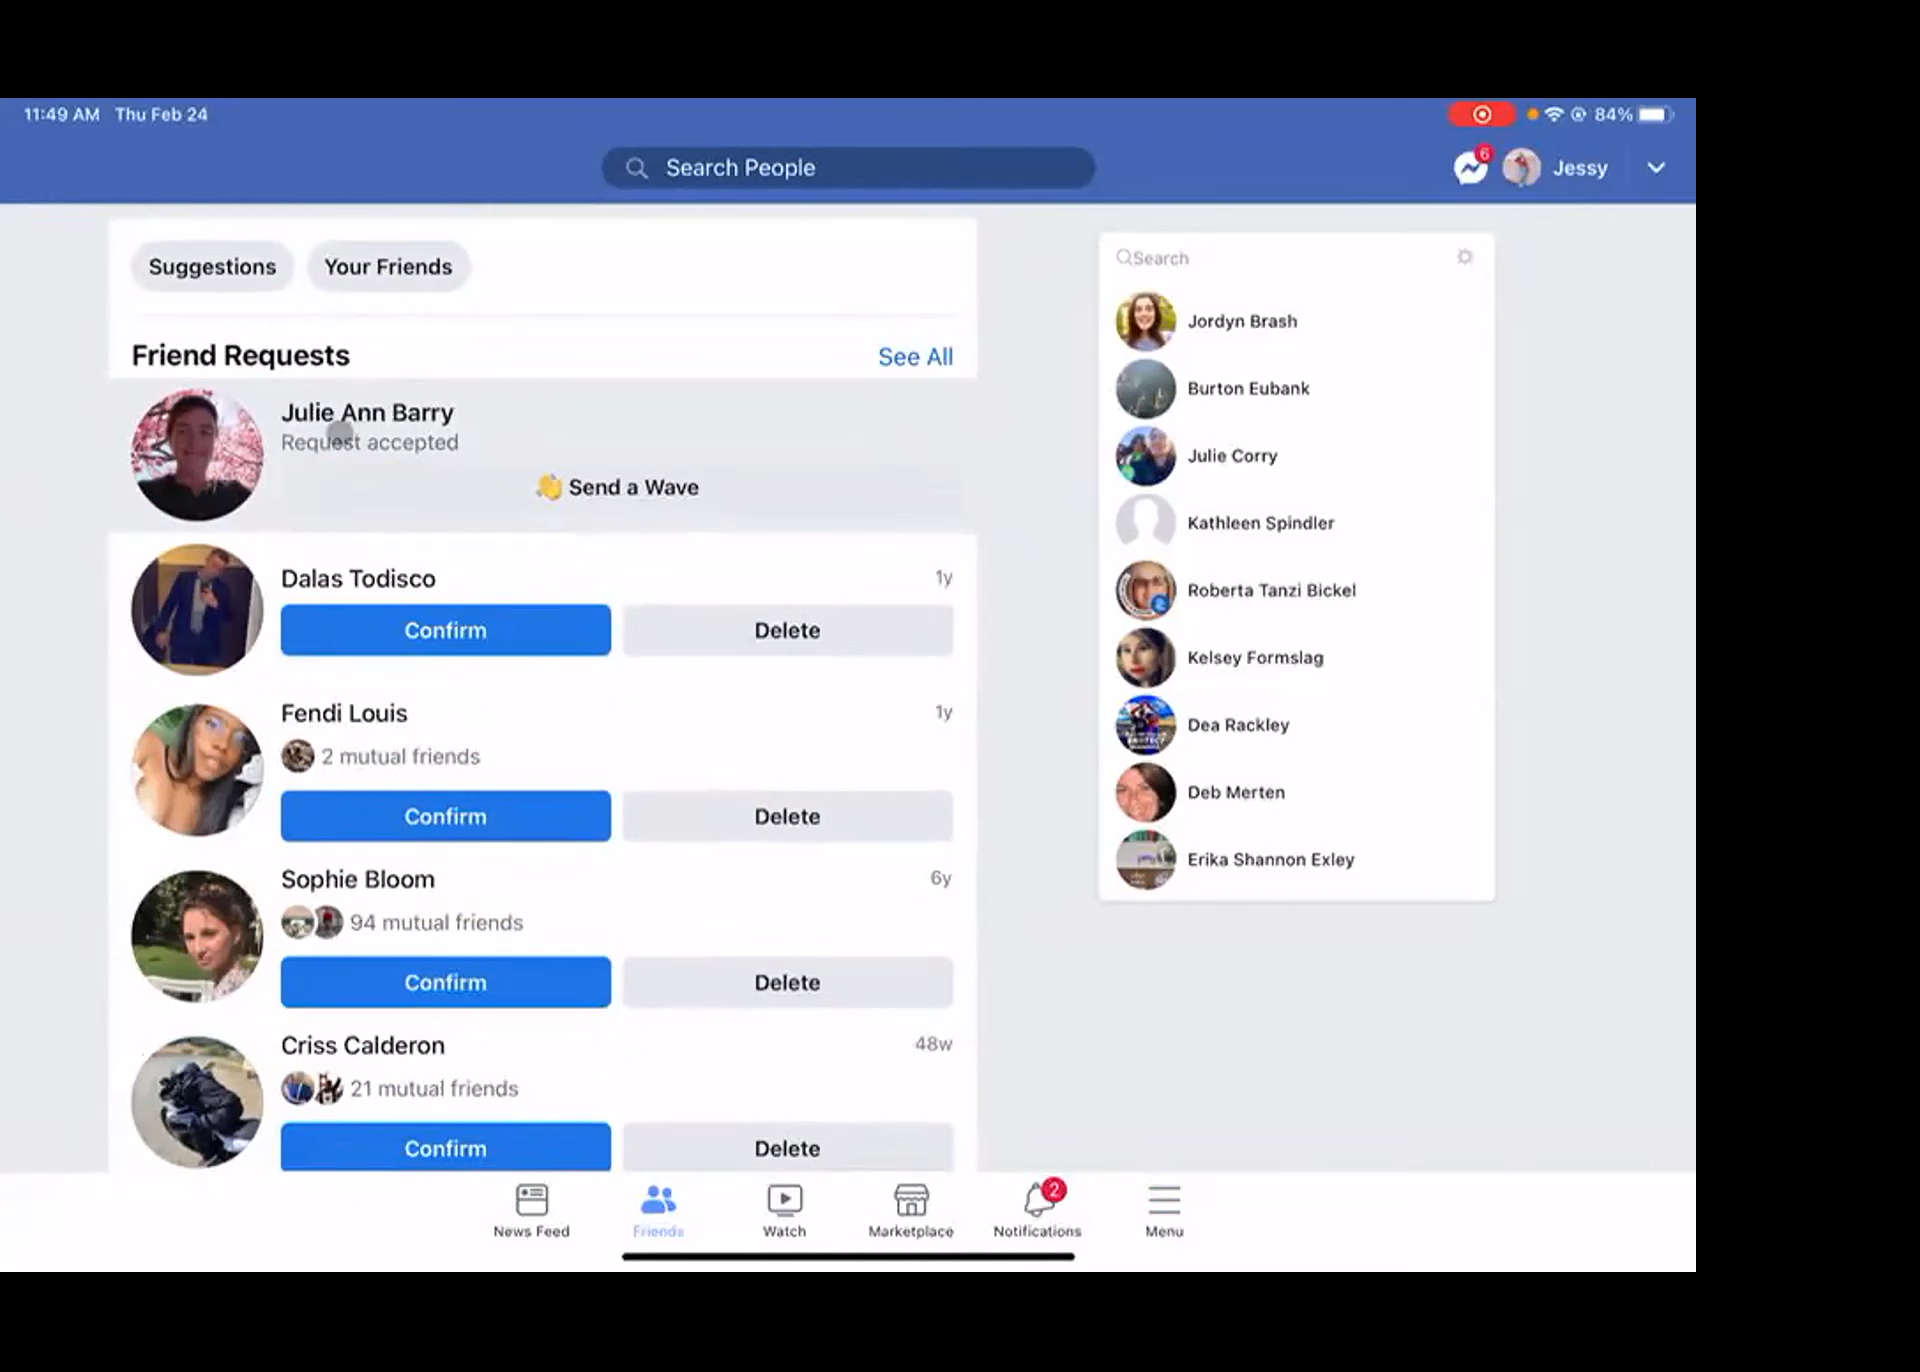 11:49 AM Thu Feb 24
84%
Search People
6
Jessy
Suggestions
Your Friends
Friend Requests
See All
Julie Ann Barry
Request accepted
👋 Send a Wave
Dalas Todisco
1y
Confirm
Delete
Fendi Louis
1y
2 mutual friends
Confirm
Delete
Sophie Bloom
6y
94 mutual friends
Confirm
Delete
Criss Calderon
48w
21 mutual friends
Confirm
Delete
Search
Jordyn Brash
Burton Eubank
Julie Corry
Kathleen Spindler
Roberta Tanzi Bickel
Kelsey Formslag
Dea Rackley
Deb Merten
Erika Shannon Exley
News Feed
Friends
Watch
Marketplace
2
Notifications
Menu